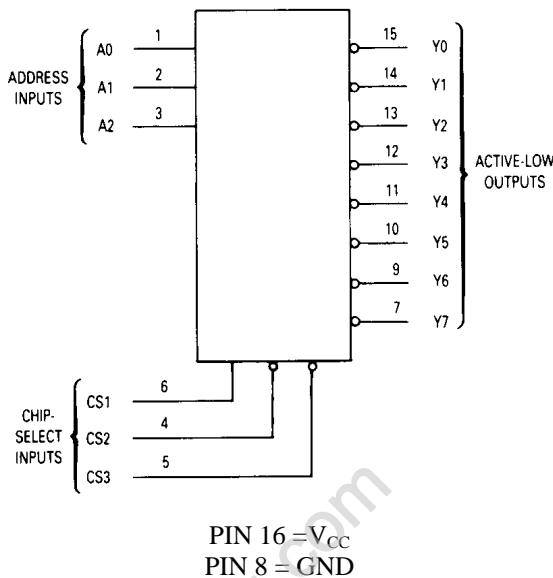 ADDRESS
INPUTS
A0
1
A1
2
A2
3
15
Y0
14
Y1
13
Y2
12
Y3
11
Y4
10
Y5
9
Y6
7
Y7
ACTIVE-LOW
OUTPUTS
CHIP-
SELECT
INPUTS
CS1
6
CS2
4
CS3
5
PIN 16 =VCC
PIN 8 = GND
.com